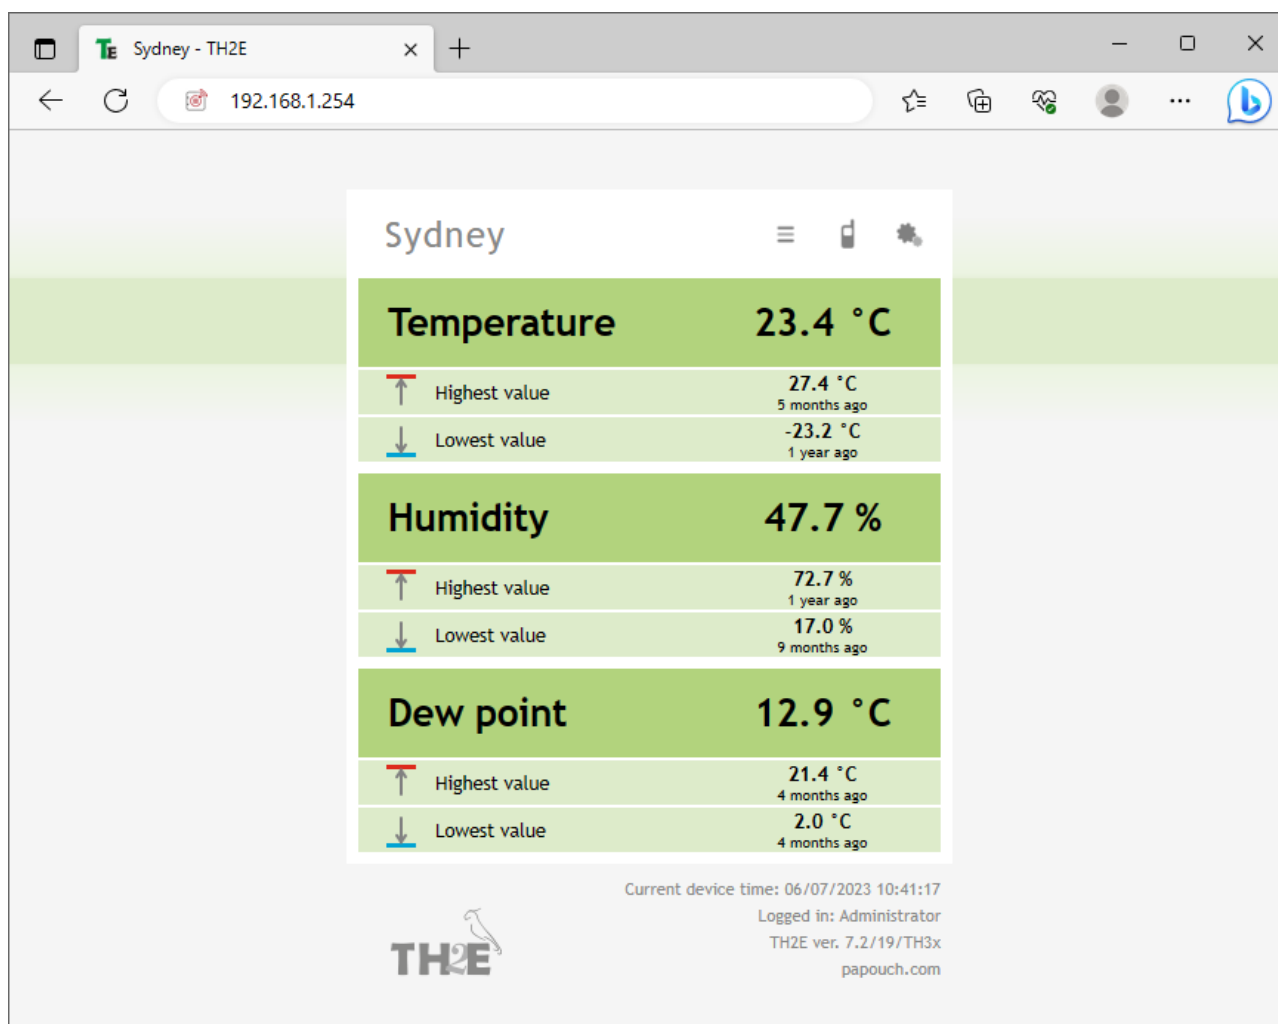 Sydney - TH2E
192.168.1.254
Sydney
Temperature 23.4 °C
Highest value 27.4 °C
5 months ago
Lowest value -23.2 °C
1 year ago
Humidity 47.7 %
Highest value 72.7 %
1 year ago
Lowest value 17.0 %
9 months ago
Dew point 12.9 °C
Highest value 21.4 °C
4 months ago
Lowest value 2.0 °C
4 months ago
Current device time: 06/07/2023 10:41:17
Logged in: Administrator
TH2E ver. 7.2/19/TH3x
papouch.com
TH2E